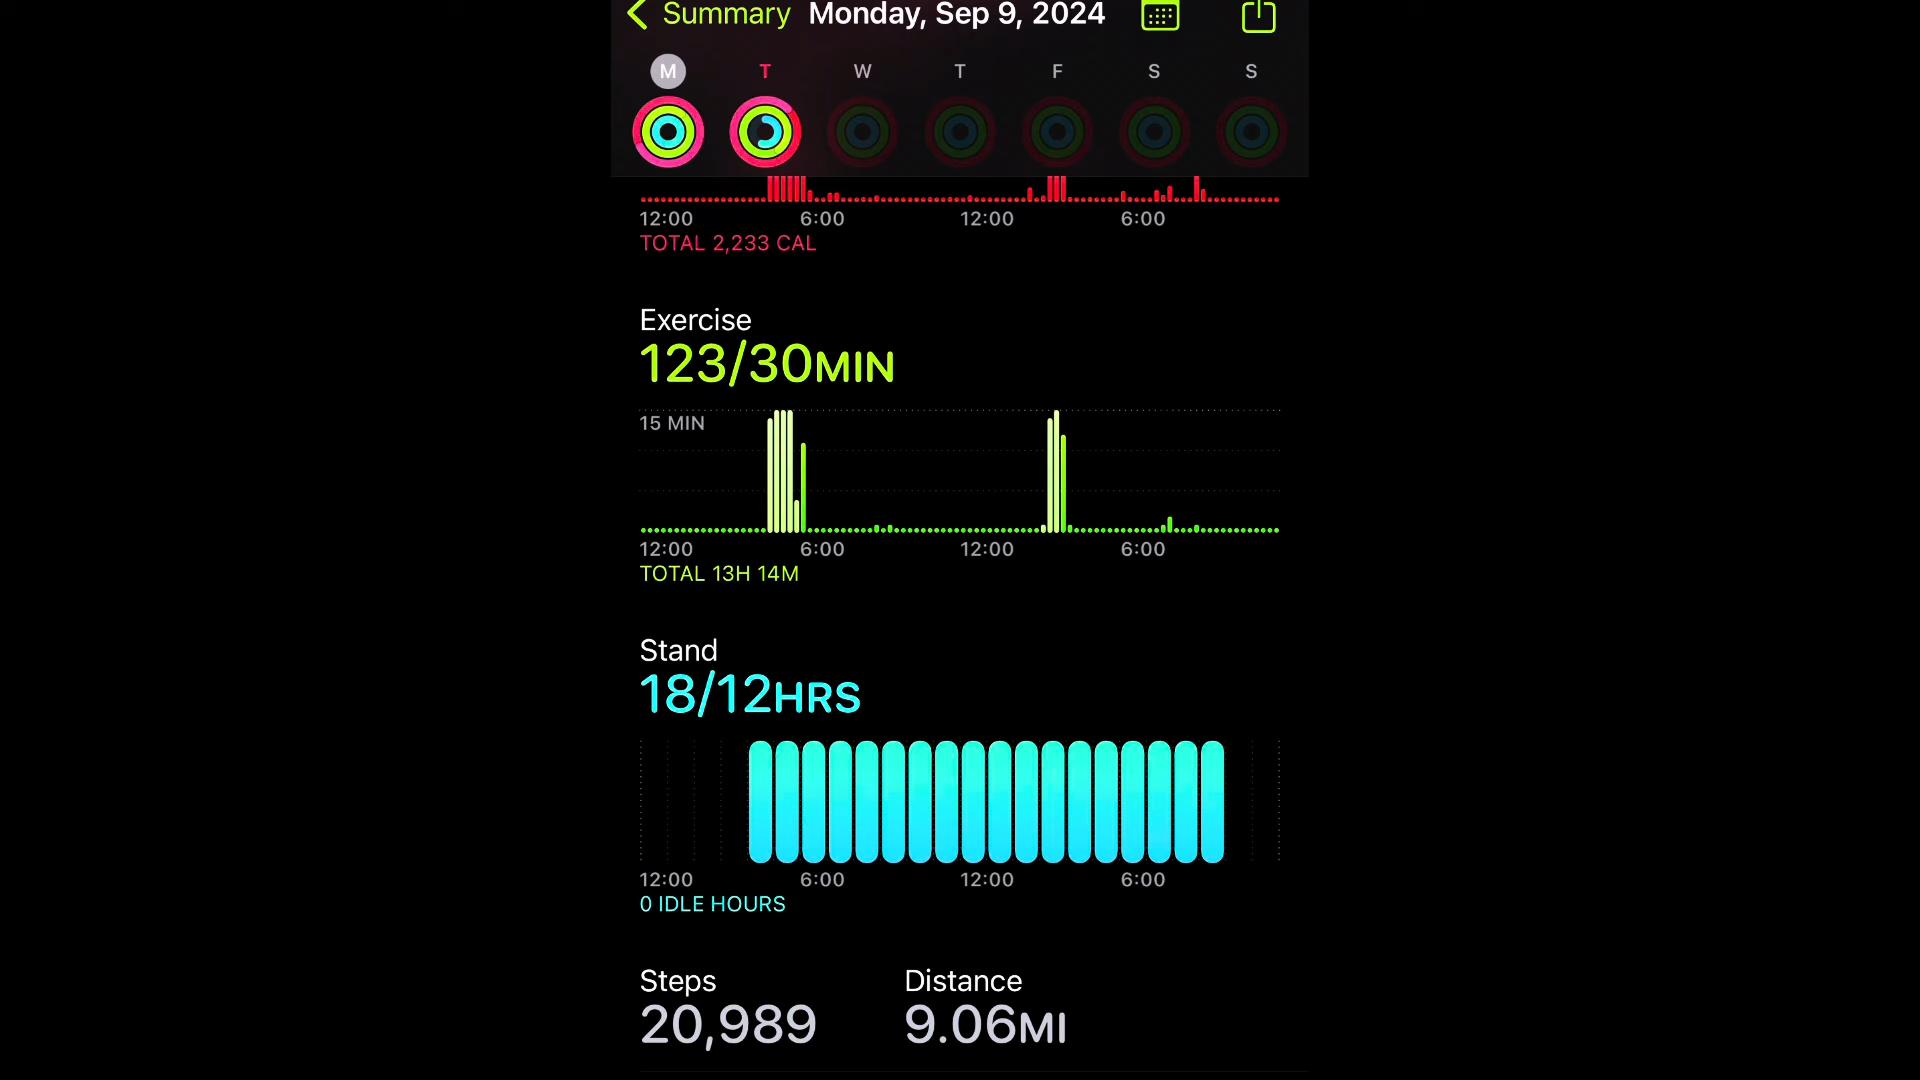 Summary Monday, Sep 9, 2024
M T W T F S S
12:00 6:00 12:00 6:00
TOTAL 2,233 CAL
Exercise
123/30MIN
15 MIN
12:00 6:00 12:00 6:00
TOTAL 13H 14M
Stand
18/12HRS
12:00 6:00 12:00 6:00
0 IDLE HOURS
Steps Distance
20,989 9.06MI